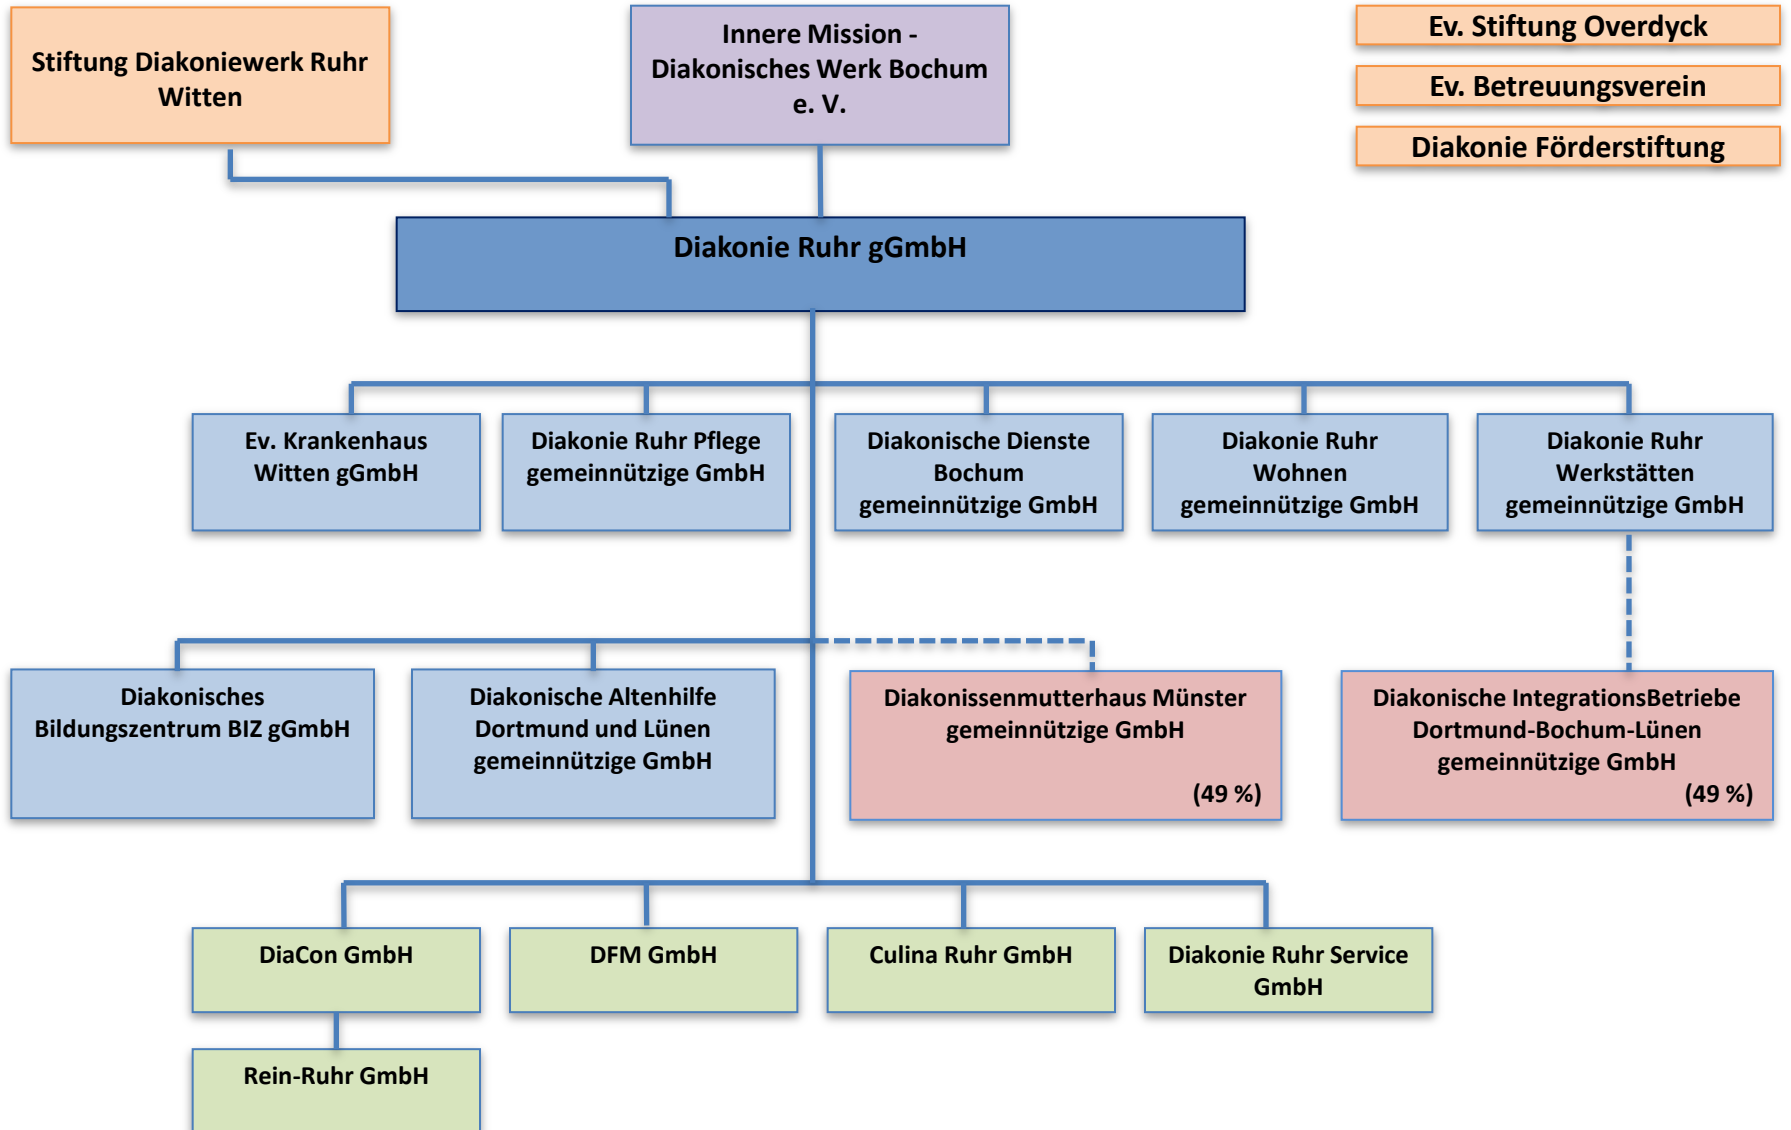 Stiftung Diakoniewerk Ruhr
Witten
Innere Mission -
Diakonisches Werk Bochum
e. V.
Ev. Stiftung Overdyck
Ev. Betreuungsverein
Diakonie Förderstiftung
Diakonie Ruhr gGmbH
Ev. Krankenhaus
Witten gGmbH
Diakonie Ruhr Pflege
gemeinnützige GmbH
Diakonische Dienste
Bochum
gemeinnützige GmbH
Diakonie Ruhr
Wohnen
gemeinnützige GmbH
Diakonie Ruhr
Werkstätten
gemeinnützige GmbH
Diakonisches
Bildungszentrum BIZ gGmbH
Diakonische Altenhilfe
Dortmund und Lünen
gemeinnützige GmbH
Diakonissenmutterhaus Münster
gemeinnützige GmbH
(49 %)
Diakonische IntegrationsBetriebe
Dortmund-Bochum-Lünen
gemeinnützige GmbH
(49 %)
DiaCon GmbH
DFM GmbH
Culina Ruhr GmbH
Diakonie Ruhr Service
GmbH
Rein-Ruhr GmbH